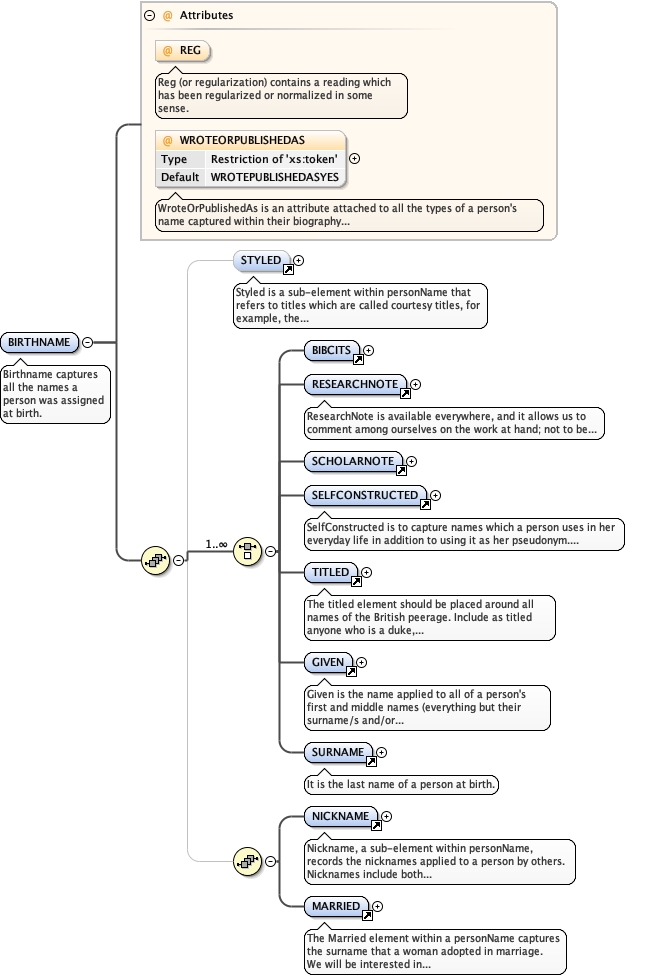 @ Attributes
@ REG
Reg (or regularization) contains a reading which
has been regularized or normalized in some
sense.
@ WROTEORPUBLISHEDAS
Type Restriction of 'xs:token'
Default WROTEPUBLISHEDASYES
WroteOrPublishedAs is an attribute attached to all the types of a person's
name captured within their biography...
BIRTHNAME
Birthname captures
all the names a
person was assigned
at birth.
STYLED
Styled is a sub-element within personName that
refers to titles which are called courtesy titles, for
example, the...
1..∞
BIBCITS
RESEARCHNOTE
ResearchNote is available everywhere, and it allows us to
comment among ourselves on the work at hand; not to be...
SCHOLARNOTE
SELFCONSTRUCTED
SelfConstructed is to capture names which a person uses in her
everyday life in addition to using it as her pseudonym....
TITLED
The titled element should be placed around all
names of the British peerage. Include as titled
anyone who is a duke,...
GIVEN
Given is the name applied to all of a person's
first and middle names (everything but their
surname/s and/or...
SURNAME
It is the last name of a person at birth.
NICKNAME
Nickname, a sub-element within personName,
records the nicknames applied to a person by others.
Nicknames include both...
MARRIED
The Married element within a personName captures
the surname that a woman adopted in marriage.
We will be interested in...